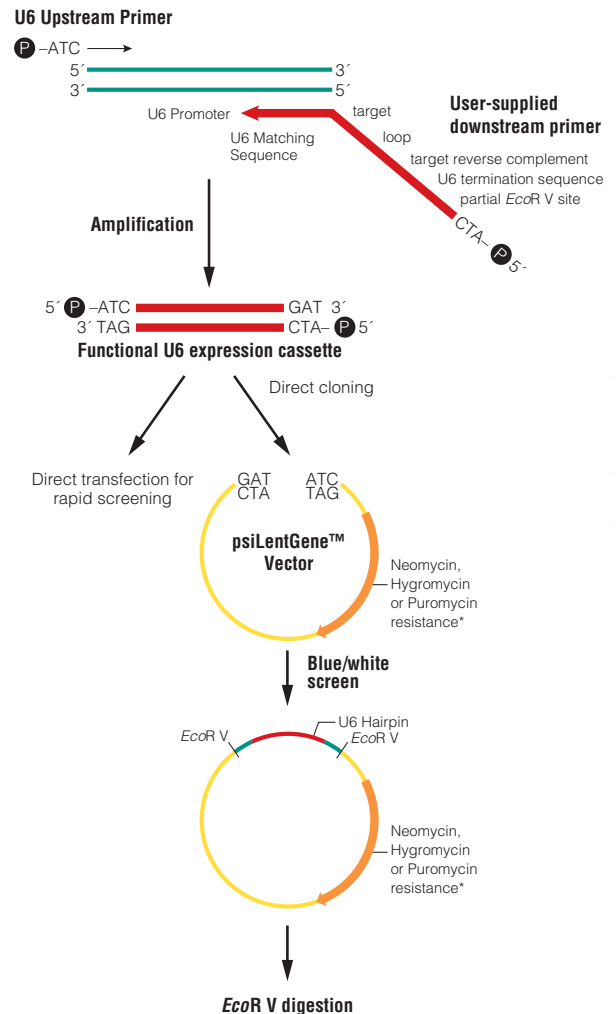 U6 Upstream Primer
P –ATC
5´ 3´
3´ 5´
U6 Promoter
U6 Matching
Sequence
target
loop
target reverse complement
U6 termination sequence
partial EcoR V site
User-supplied
downstream primer
CTA– P 5´
Amplification
5´ P –ATC GAT 3´
3´ TAG CTA– P 5´
Functional U6 expression cassette
Direct cloning
Direct transfection for
rapid screening
GAT ATC
CTA TAG
psiLentGene™
Vector
Neomycin,
Hygromycin
or Puromycin
resistance*
Blue/white
screen
U6 Hairpin
EcoR V EcoR V
Neomycin,
Hygromycin
or Puromycin
resistance*
EcoR V digestion